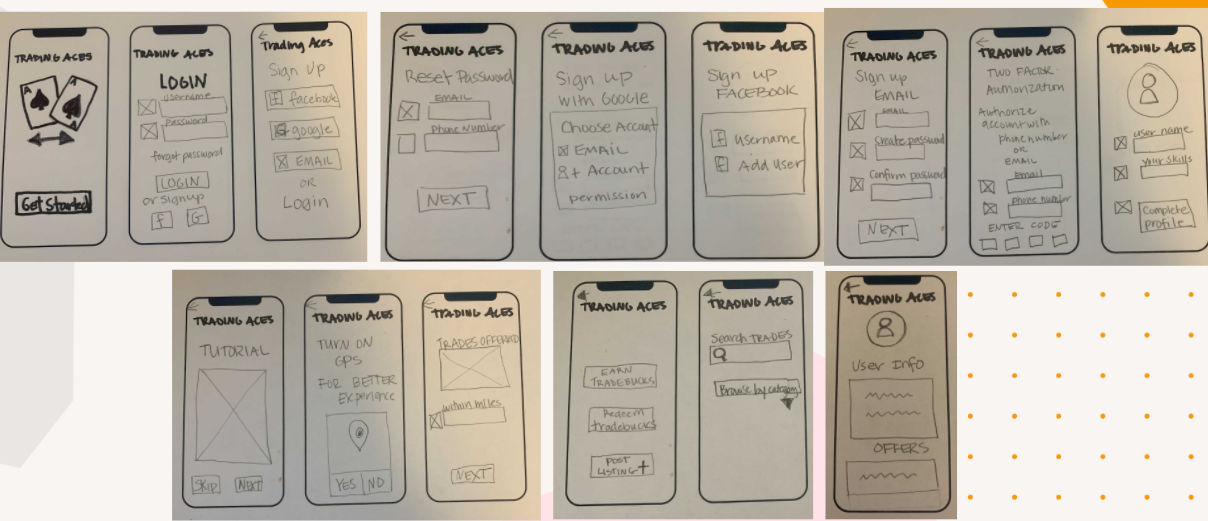 TRADING ACES
A
A
Get Started
TRADING ACES
LOGIN
username
password
forgot password
LOGIN
or signup
f
G
Trading Aces
Sign Up
f facebook
G google
EMAIL
OR
Login
TRADING ACES
Reset Password
EMAIL
Phone Number
NEXT
TRADING ACES
Sign up
with GOOGLE
Choose Account
EMAIL
+ Account
permission
TRADING ACES
Sign up
FACEBOOK
f username
f Add user
TRADING ACES
Sign up
EMAIL
EMAIL
Create password
Confirm password
NEXT
TRADING ACES
TWO FACTOR
Authorization
Authorize
account with
phone number
OR
EMAIL
Email
phone number
ENTER CODE
TRADING ACES
user name
your skills
Complete
profile
TRADING ACES
TUTORIAL
Skip
NEXT
TRADING ACES
TURN ON
GPS
FOR BETTER
Experience
YES
NO
TRADING ACES
TRADES OFFERED
within miles
NEXT
TRADING ACES
EARN
TRADEBUCKS
Redeem
tradebucks
POST
LISTING +
TRADING ACES
Search TRADES
Browse by category
TRADING ACES
User Info
OFFERS